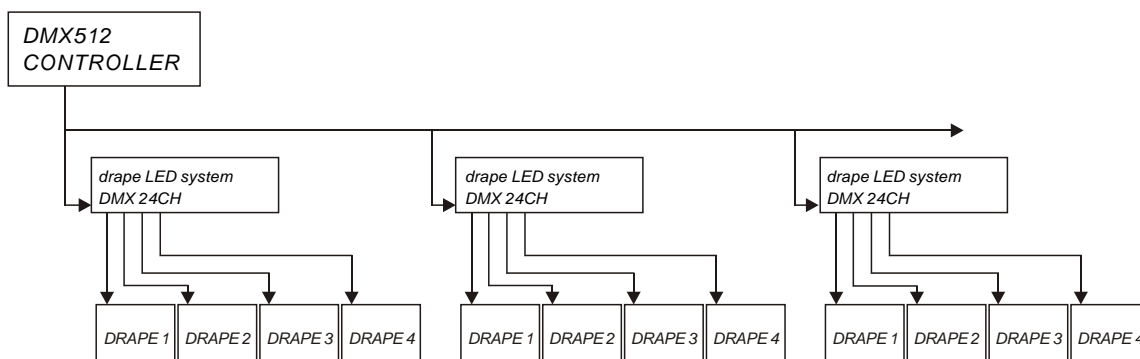 DMX512
CONTROLLER
drape LED system
DMX 24CH
drape LED system
DMX 24CH
drape LED system
DMX 24CH
DRAPE 1 DRAPE 2 DRAPE 3 DRAPE 4 DRAPE 1 DRAPE 2 DRAPE 3 DRAPE 4 DRAPE 1 DRAPE 2 DRAPE 3 DRAPE 4